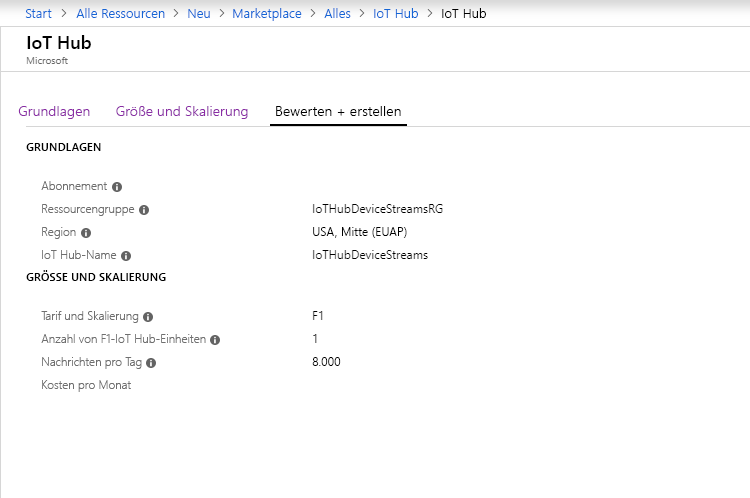 Start > Alle Ressourcen > Neu > Marketplace > Alles > IoT Hub > IoT Hub
IoT Hub
Microsoft
Grundlagen Größe und Skalierung Bewerten + erstellen
GRUNDLAGEN
Abonnement
Ressourcengruppe IoTHubDeviceStreamsRG
Region USA, Mitte (EUAP)
IoT Hub-Name IoTHubDeviceStreams
GRÖSSE UND SKALIERUNG
Tarif und Skalierung F1
Anzahl von F1-IoT Hub-Einheiten 1
Nachrichten pro Tag 8.000
Kosten pro Monat